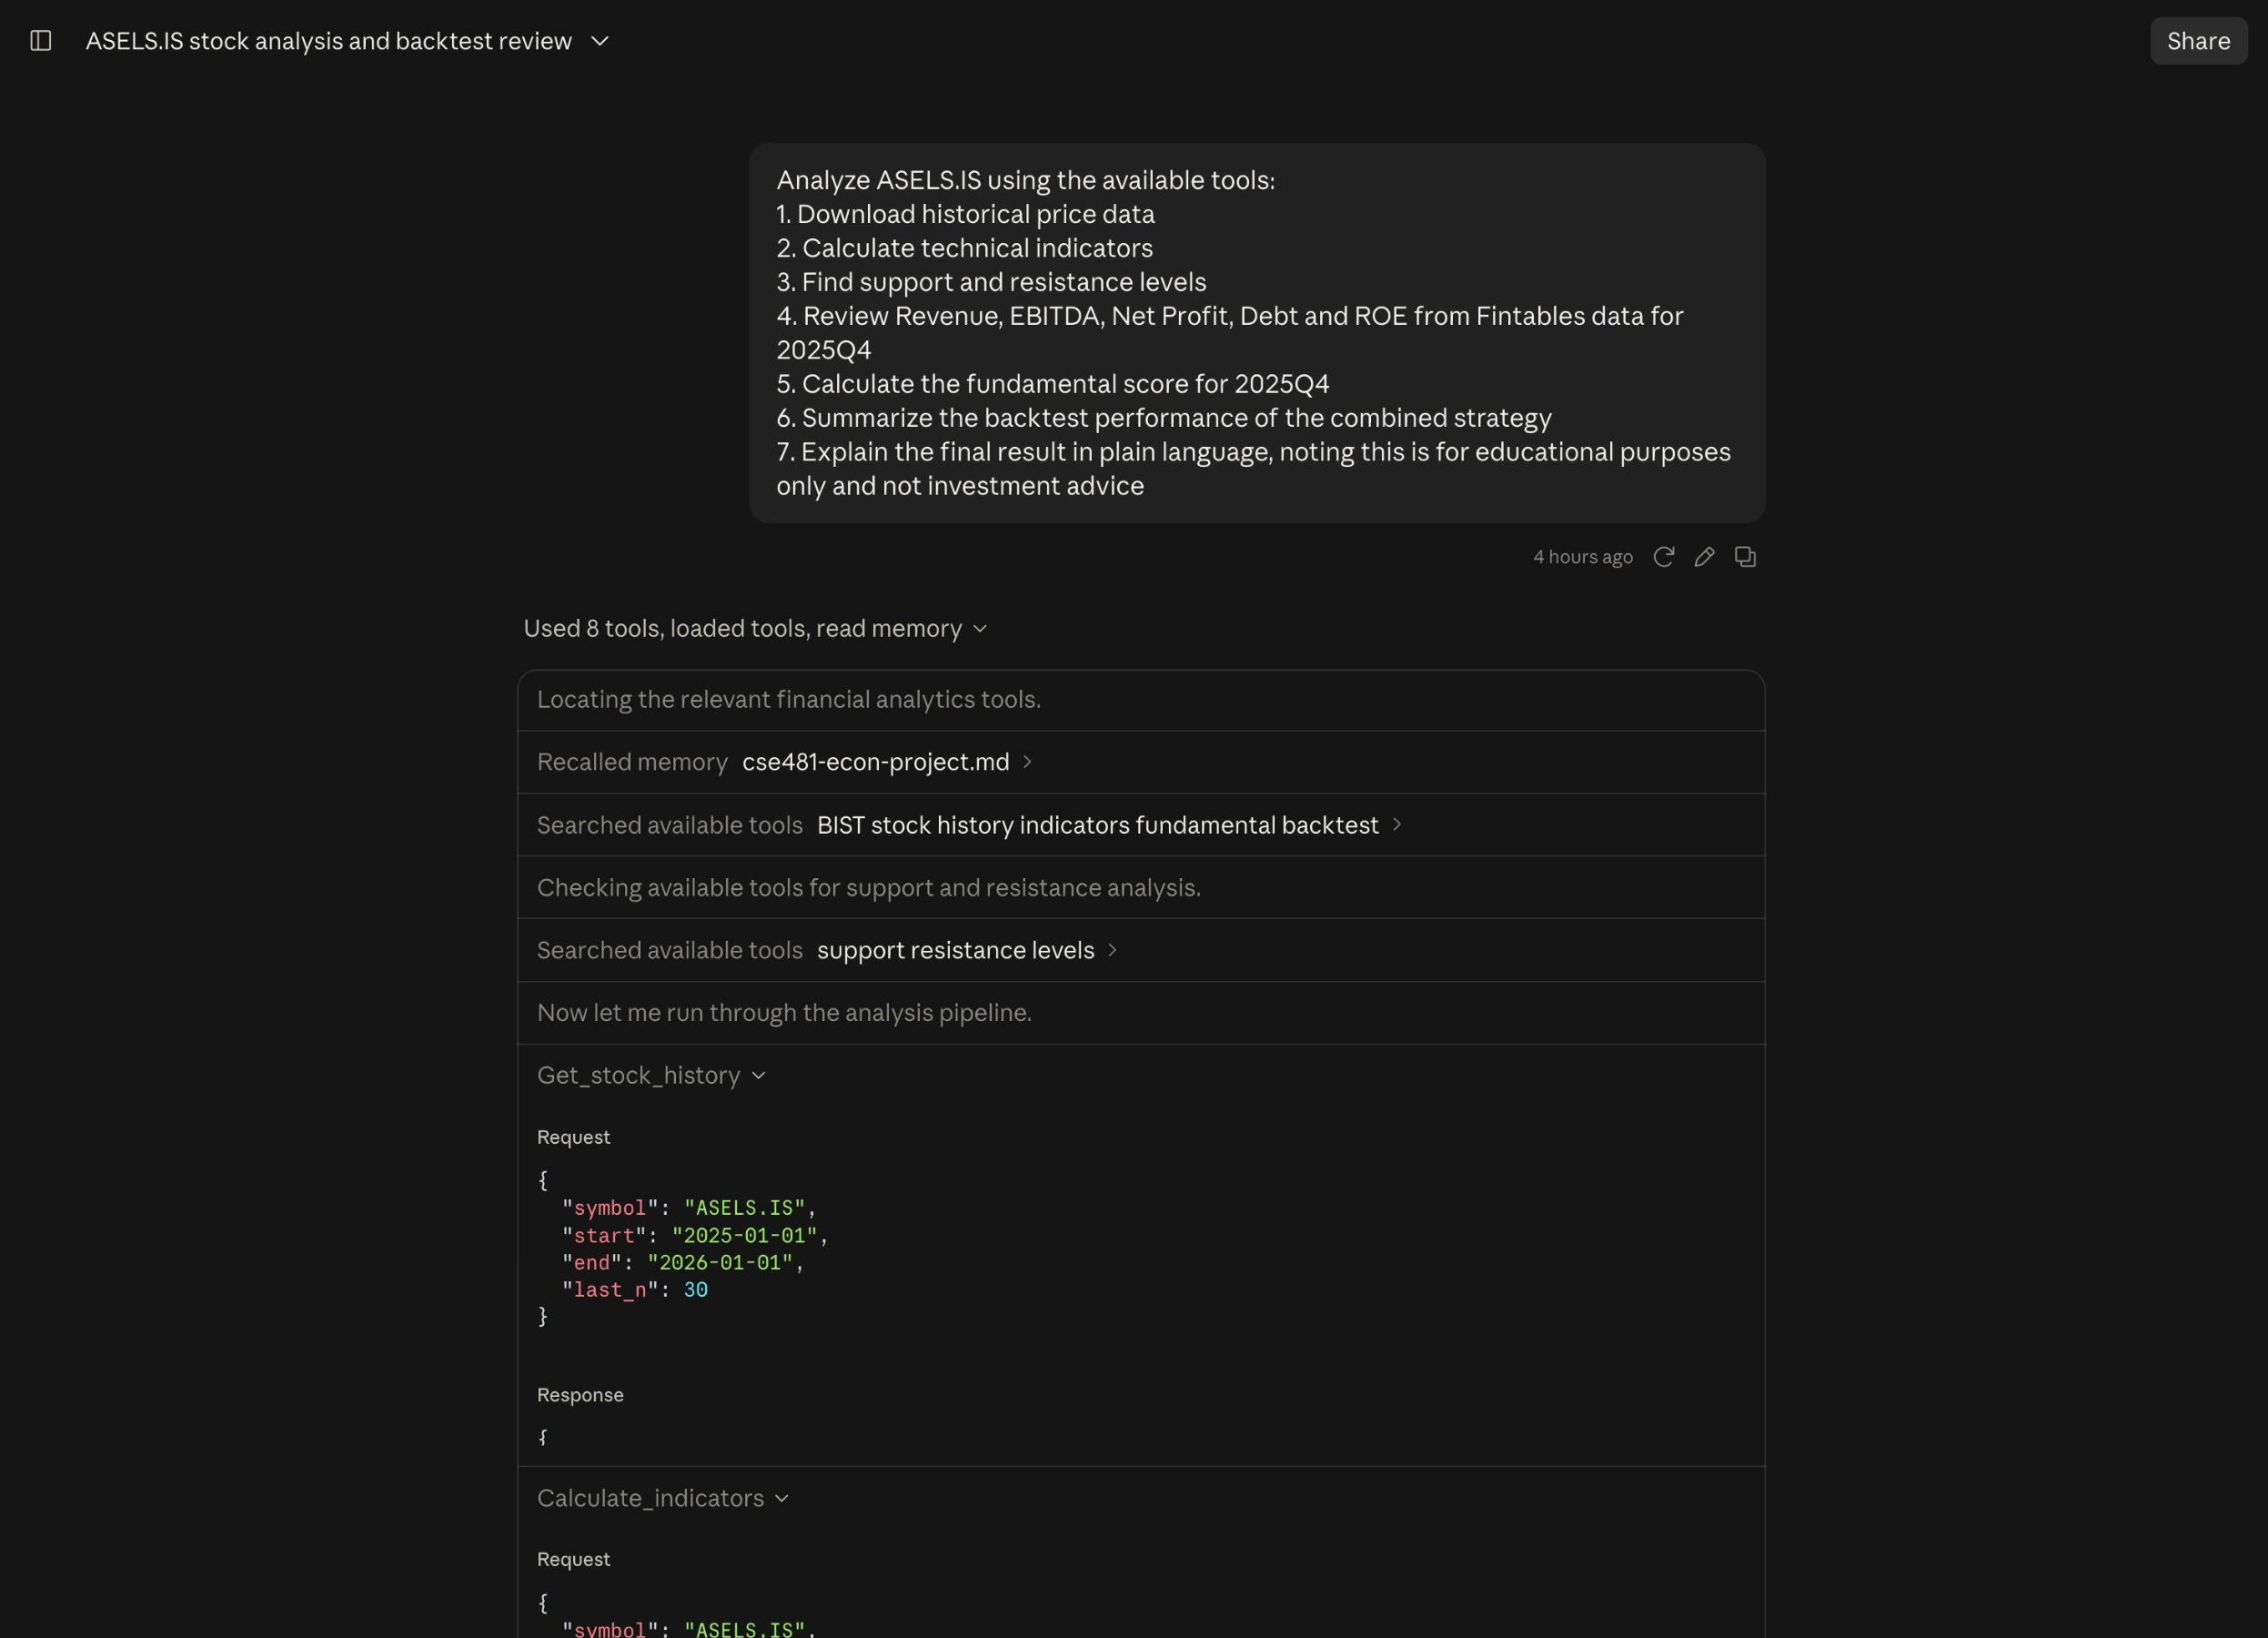 ASELS.IS stock analysis and backtest review
Share
Analyze ASELS.IS using the available tools:
1. Download historical price data
2. Calculate technical indicators
3. Find support and resistance levels
4. Review Revenue, EBITDA, Net Profit, Debt and ROE from Fintables data for
2025Q4
5. Calculate the fundamental score for 2025Q4
6. Summarize the backtest performance of the combined strategy
7. Explain the final result in plain language, noting this is for educational purposes
only and not investment advice
4 hours ago
Used 8 tools, loaded tools, read memory
Locating the relevant financial analytics tools.
Recalled memory cse481-econ-project.md
Searched available tools BIST stock history indicators fundamental backtest
Checking available tools for support and resistance analysis.
Searched available tools support resistance levels
Now let me run through the analysis pipeline.
Get_stock_history
Request
{
"symbol": "ASELS.IS",
"start": "2025-01-01",
"end": "2026-01-01",
"last_n": 30
}
Response
{
Calculate_indicators
Request
{
"symbol": "ASELS.IS",